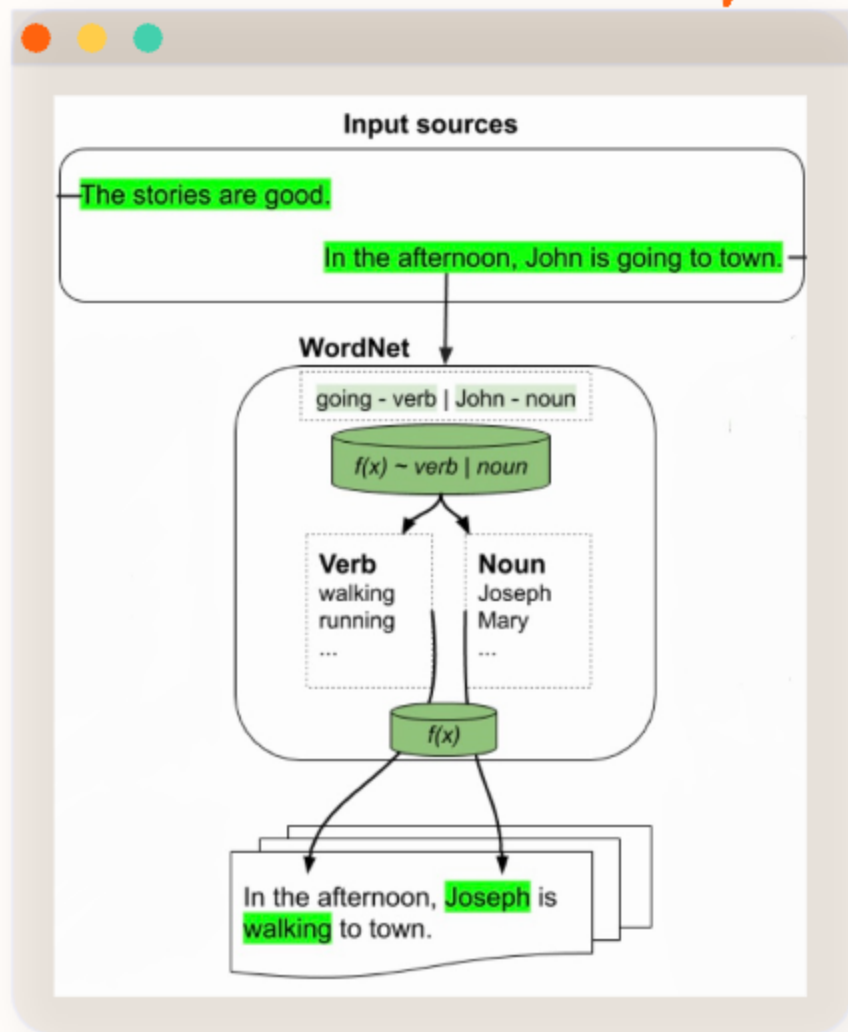 Input sources
The stories are good.
In the afternoon, John is going to town.
WordNet
going - verb | John - noun
f(x) ~ verb | noun
Verb
walking
running
...
Noun
Joseph
Mary
...
f(x)
In the afternoon, Joseph is
walking to town.